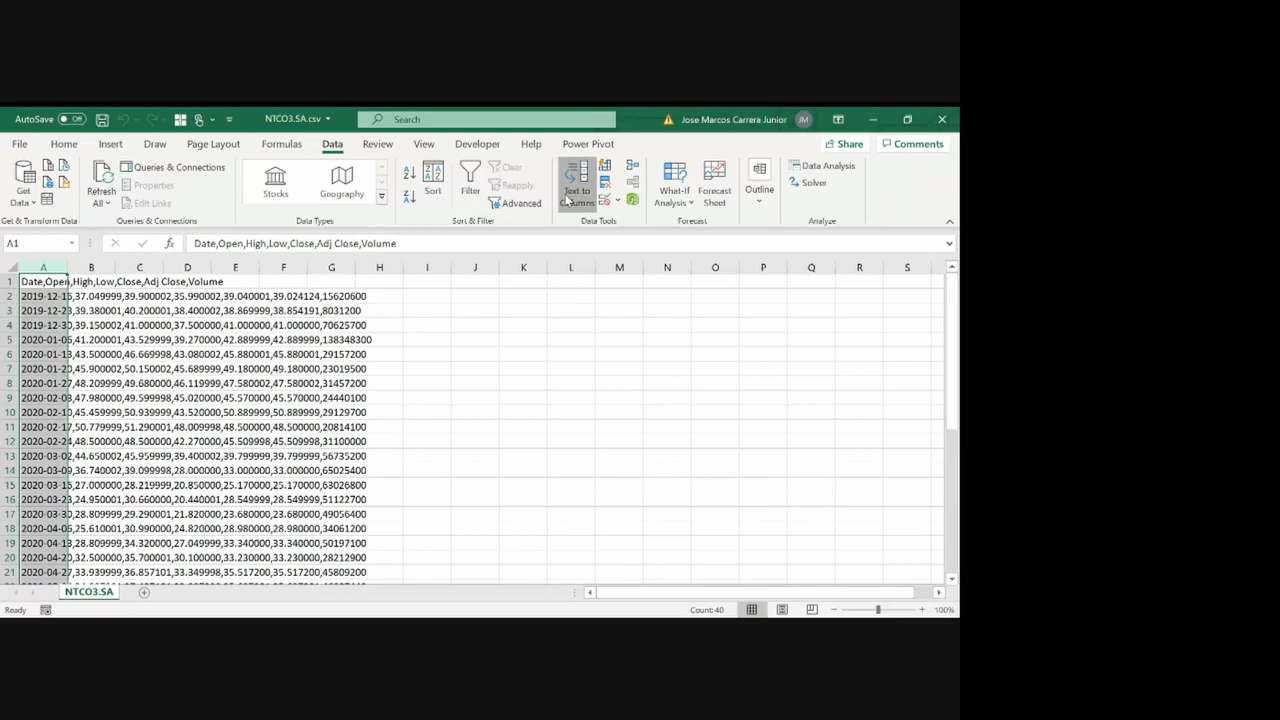 AutoSave Off NTCO3.SA.csv Search Jose Marcos Carrera Junior JM
File Home Insert Draw Page Layout Formulas Data Review View Developer Help Power Pivot Share Comments
Get Data
Refresh All
Queries & Connections
Properties
Edit Links
Stocks Geography
Sort
Filter
Clear
Reapply
Advanced
Text to Columns
What-If Analysis
Forecast Sheet
Outline
Data Analysis
Solver
Get & Transform Data Queries & Connections Data Types Sort & Filter Data Tools Forecast Analyze
A1 fx Date,Open,High,Low,Close,Adj Close,Volume
A B C D E F G H I J K L M N O P Q R S
1 Date,Open,High,Low,Close,Adj Close,Volume
2 2019-12-16,37.049999,39.900002,35.990002,39.040001,39.024124,15620600
3 2019-12-23,39.380001,40.200001,38.400002,38.869999,38.854191,8031200
4 2019-12-30,39.150002,41.000000,37.500000,41.000000,41.000000,70625700
5 2020-01-06,41.200001,43.529999,39.270000,42.889999,42.889999,138348300
6 2020-01-13,43.500000,46.669998,43.080002,45.880001,45.880001,29157200
7 2020-01-20,45.900002,50.150002,45.689999,49.180000,49.180000,23019500
8 2020-01-27,48.209999,49.680000,46.119999,47.580002,47.580002,31457200
9 2020-02-03,47.980000,49.599998,45.020000,45.570000,45.570000,24440100
10 2020-02-10,45.459999,50.939999,43.520000,50.889999,50.889999,29129700
11 2020-02-17,50.779999,51.290001,48.009998,48.500000,48.500000,20814100
12 2020-02-24,48.500000,48.500000,42.270000,45.509998,45.509998,31100000
13 2020-03-02,44.650002,45.959999,39.400002,39.799999,39.799999,56735200
14 2020-03-09,36.740002,39.099998,28.000000,33.000000,33.000000,65025400
15 2020-03-16,27.000000,28.219999,20.850000,25.170000,25.170000,63026800
16 2020-03-23,24.950001,30.660000,20.440001,28.549999,28.549999,51122700
17 2020-03-30,28.809999,29.290001,21.820000,23.680000,23.680000,49056400
18 2020-04-06,25.610001,30.990000,24.820000,28.980000,28.980000,34061200
19 2020-04-13,28.809999,34.320000,27.049999,33.340000,33.340000,50197100
20 2020-04-20,32.500000,35.700001,30.100000,33.230000,33.230000,28212900
21 2020-04-27,33.939999,36.857101,33.349998,35.517200,35.517200,45809200
NTCO3.SA
Ready Count: 40 100%